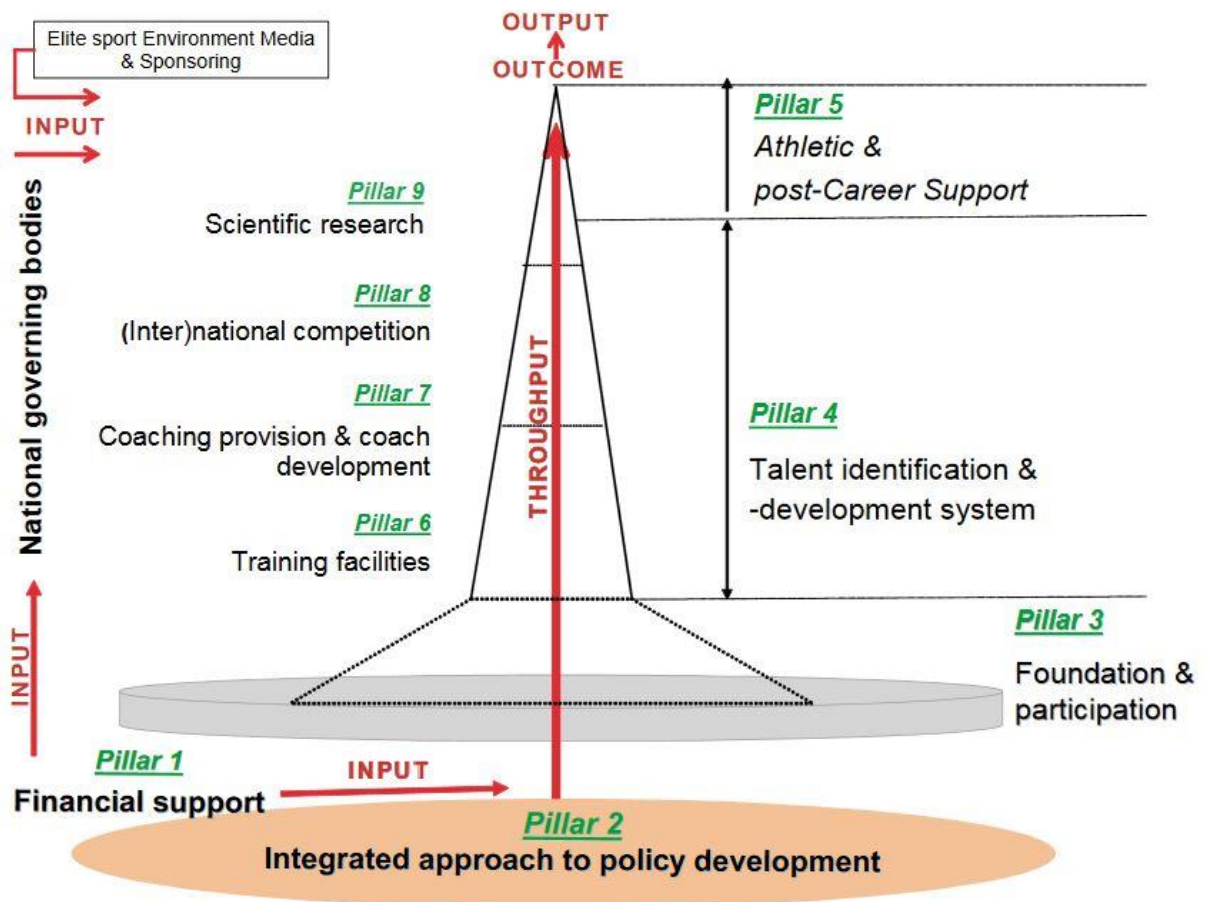 Elite sport Environment Media
& Sponsoring
INPUT
National governing bodies
INPUT
OUTPUT
OUTCOME
THROUGHPUT
Pillar 9
Scientific research
Pillar 8
(Inter)national competition
Pillar 7
Coaching provision & coach
development
Pillar 6
Training facilities
Pillar 5
Athletic &
post-Career Support
Pillar 4
Talent identification &
-development system
Pillar 3
Foundation &
participation
Pillar 1
Financial support
INPUT
Pillar 2
Integrated approach to policy development